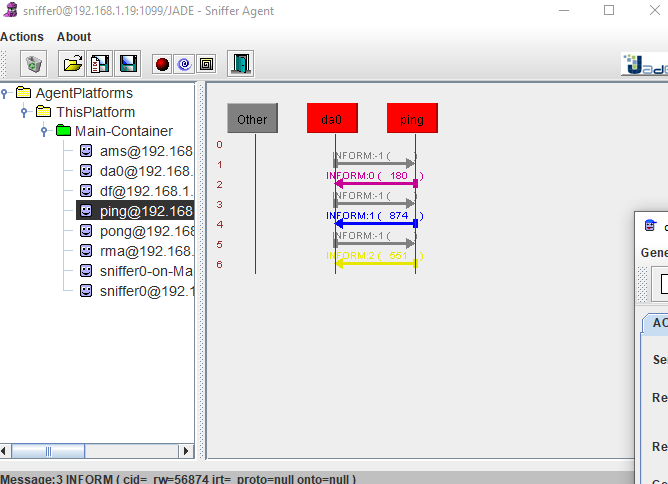 sniffer0@192.168.1.19:1099/JADE - Sniffer Agent
Actions About
Jade
AgentPlatforms
ThisPlatform
Main-Container
ams@192.168
da0@192.168.
df@192.168.1.
ping@192.168
pong@192.168
rma@192.168.
sniffer0-on-Ma
sniffer0@192.1
Other da0 ping
0
1 INFORM:-1 ( )
2 INFORM:0 ( 180 )
3 INFORM:-1 ( )
4 INFORM:1 ( 874 )
5 INFORM:-1 ( )
6 INFORM:2 ( 551 )
Gene
AC
Se
Re
Re
Message:3 INFORM ( cid= rw=56874 irt= proto=null onto=null )